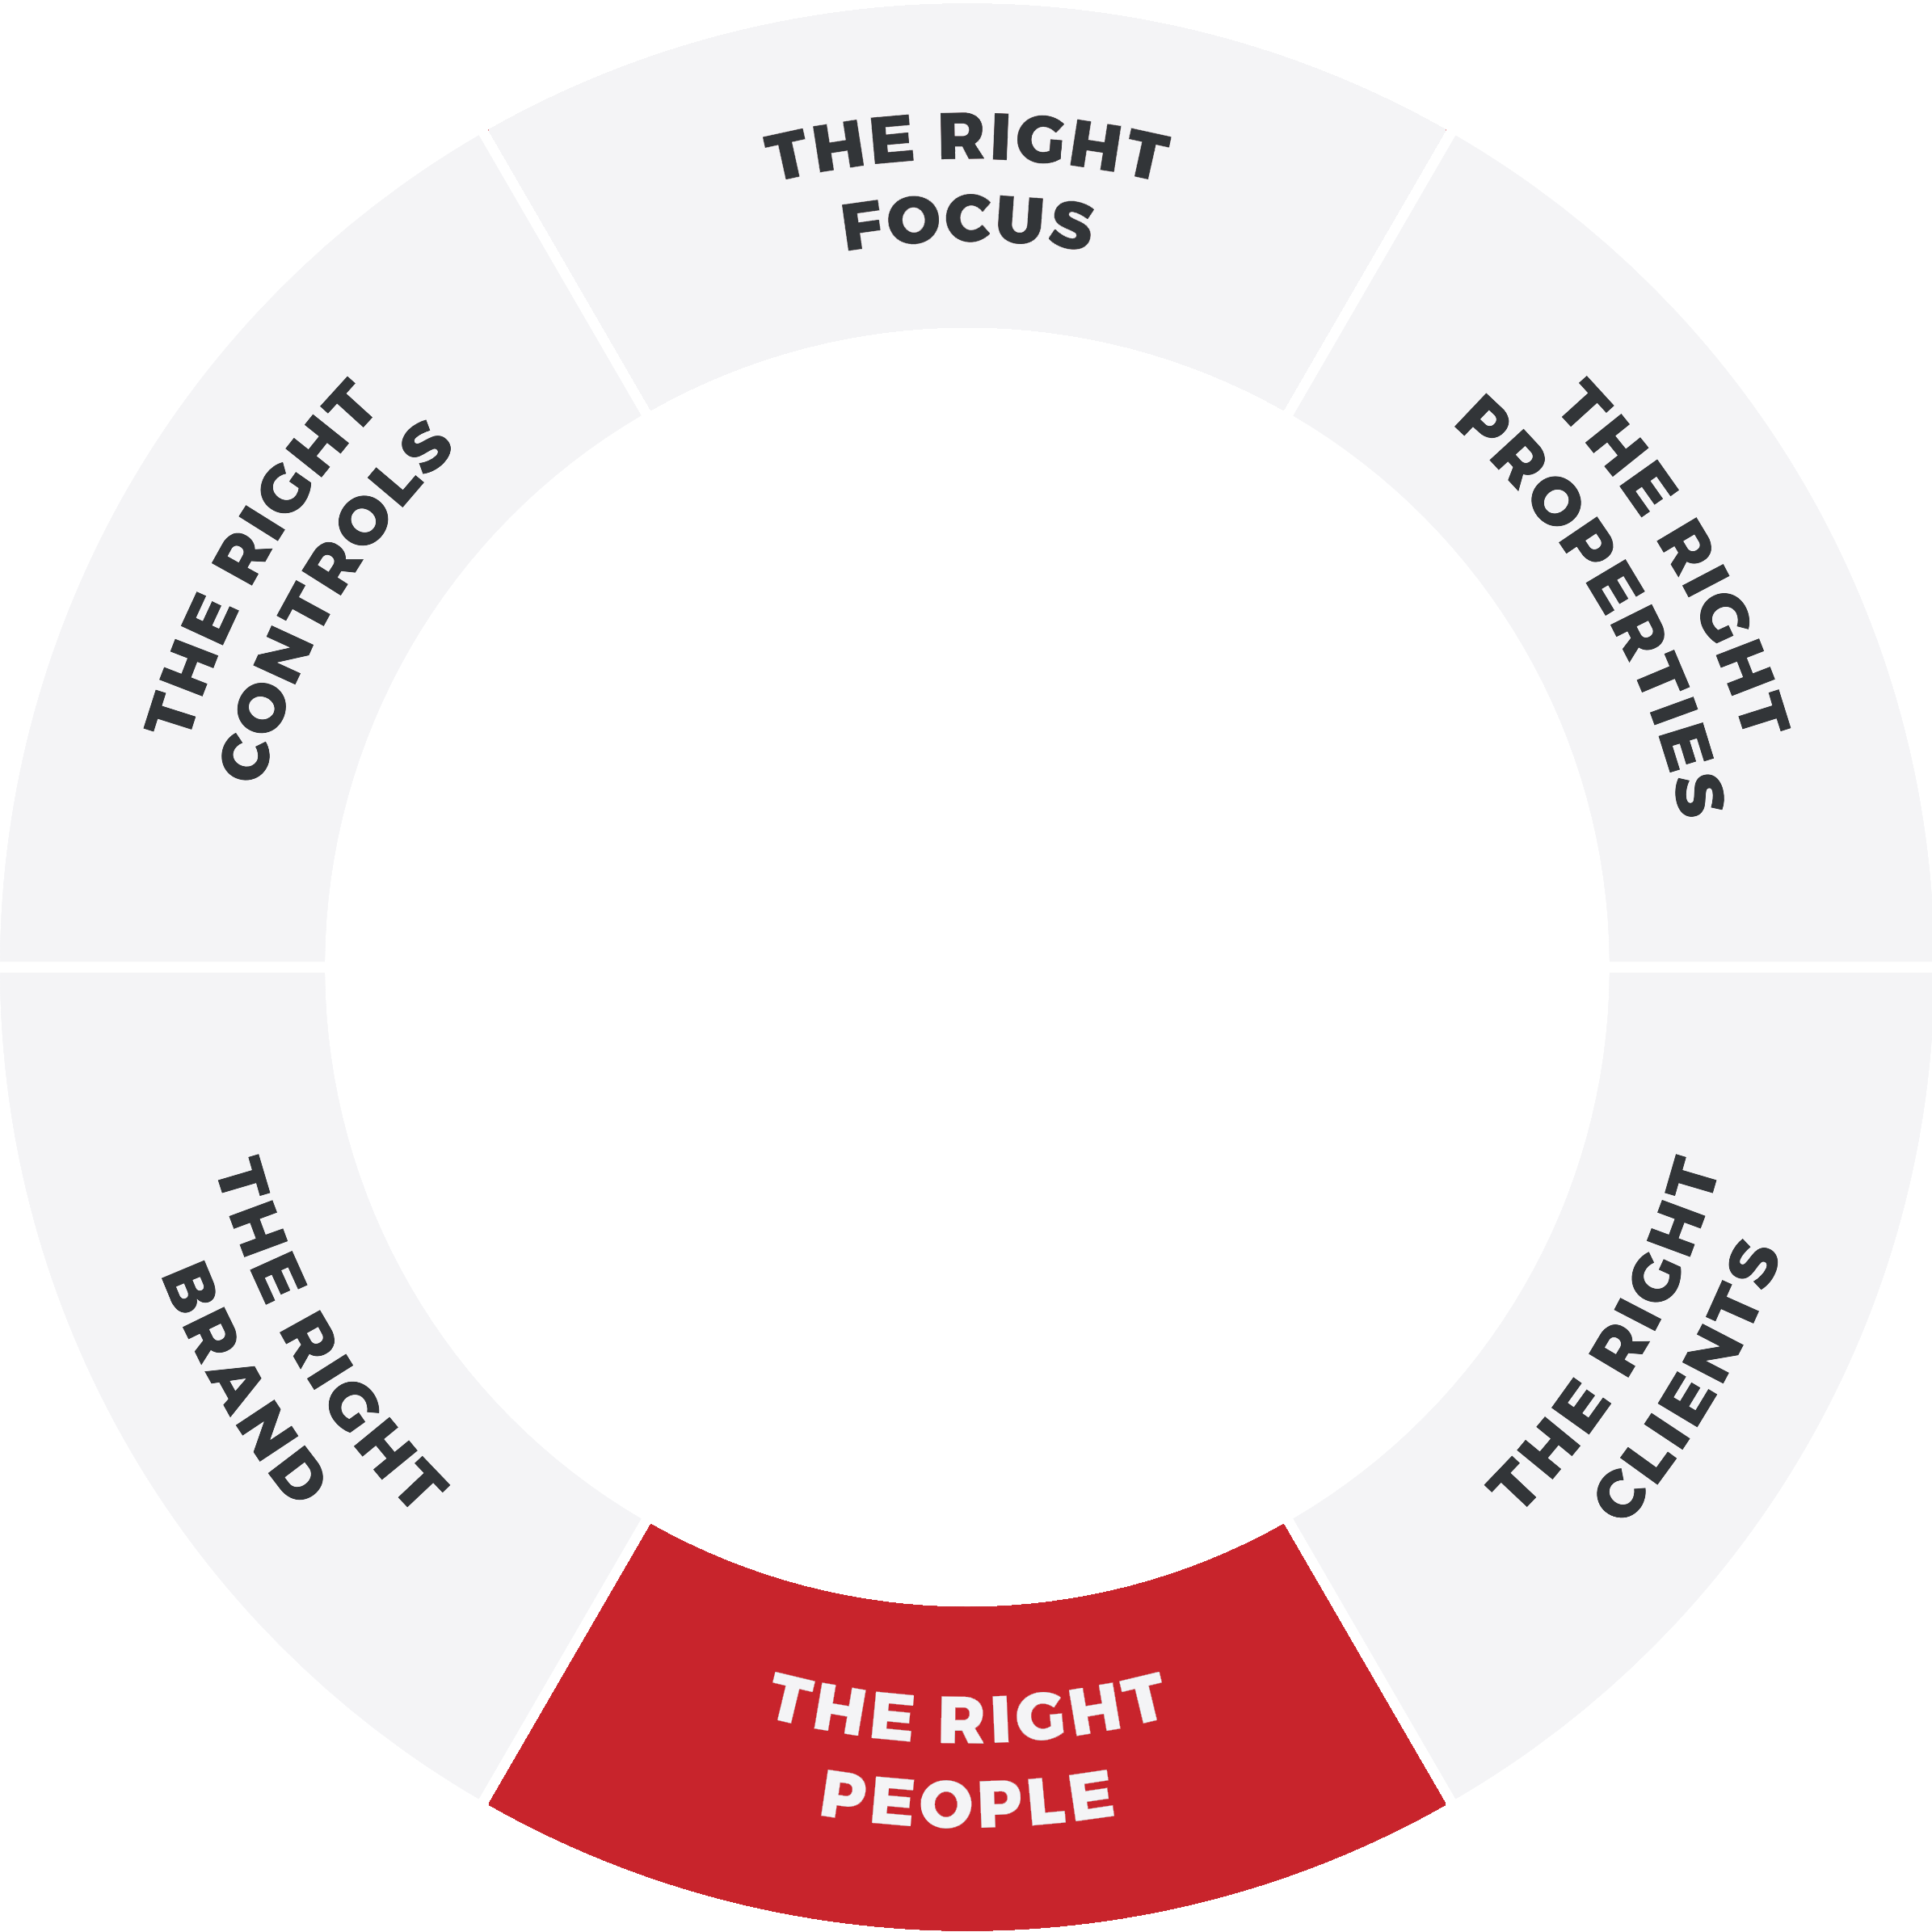 THE RIGHT
FOCUS
THE RIGHT
PROPERTIES
THE RIGHT
CLIENTS
THE RIGHT
PEOPLE
THE RIGHT
BRAND
THE RIGHT
CONTROLS